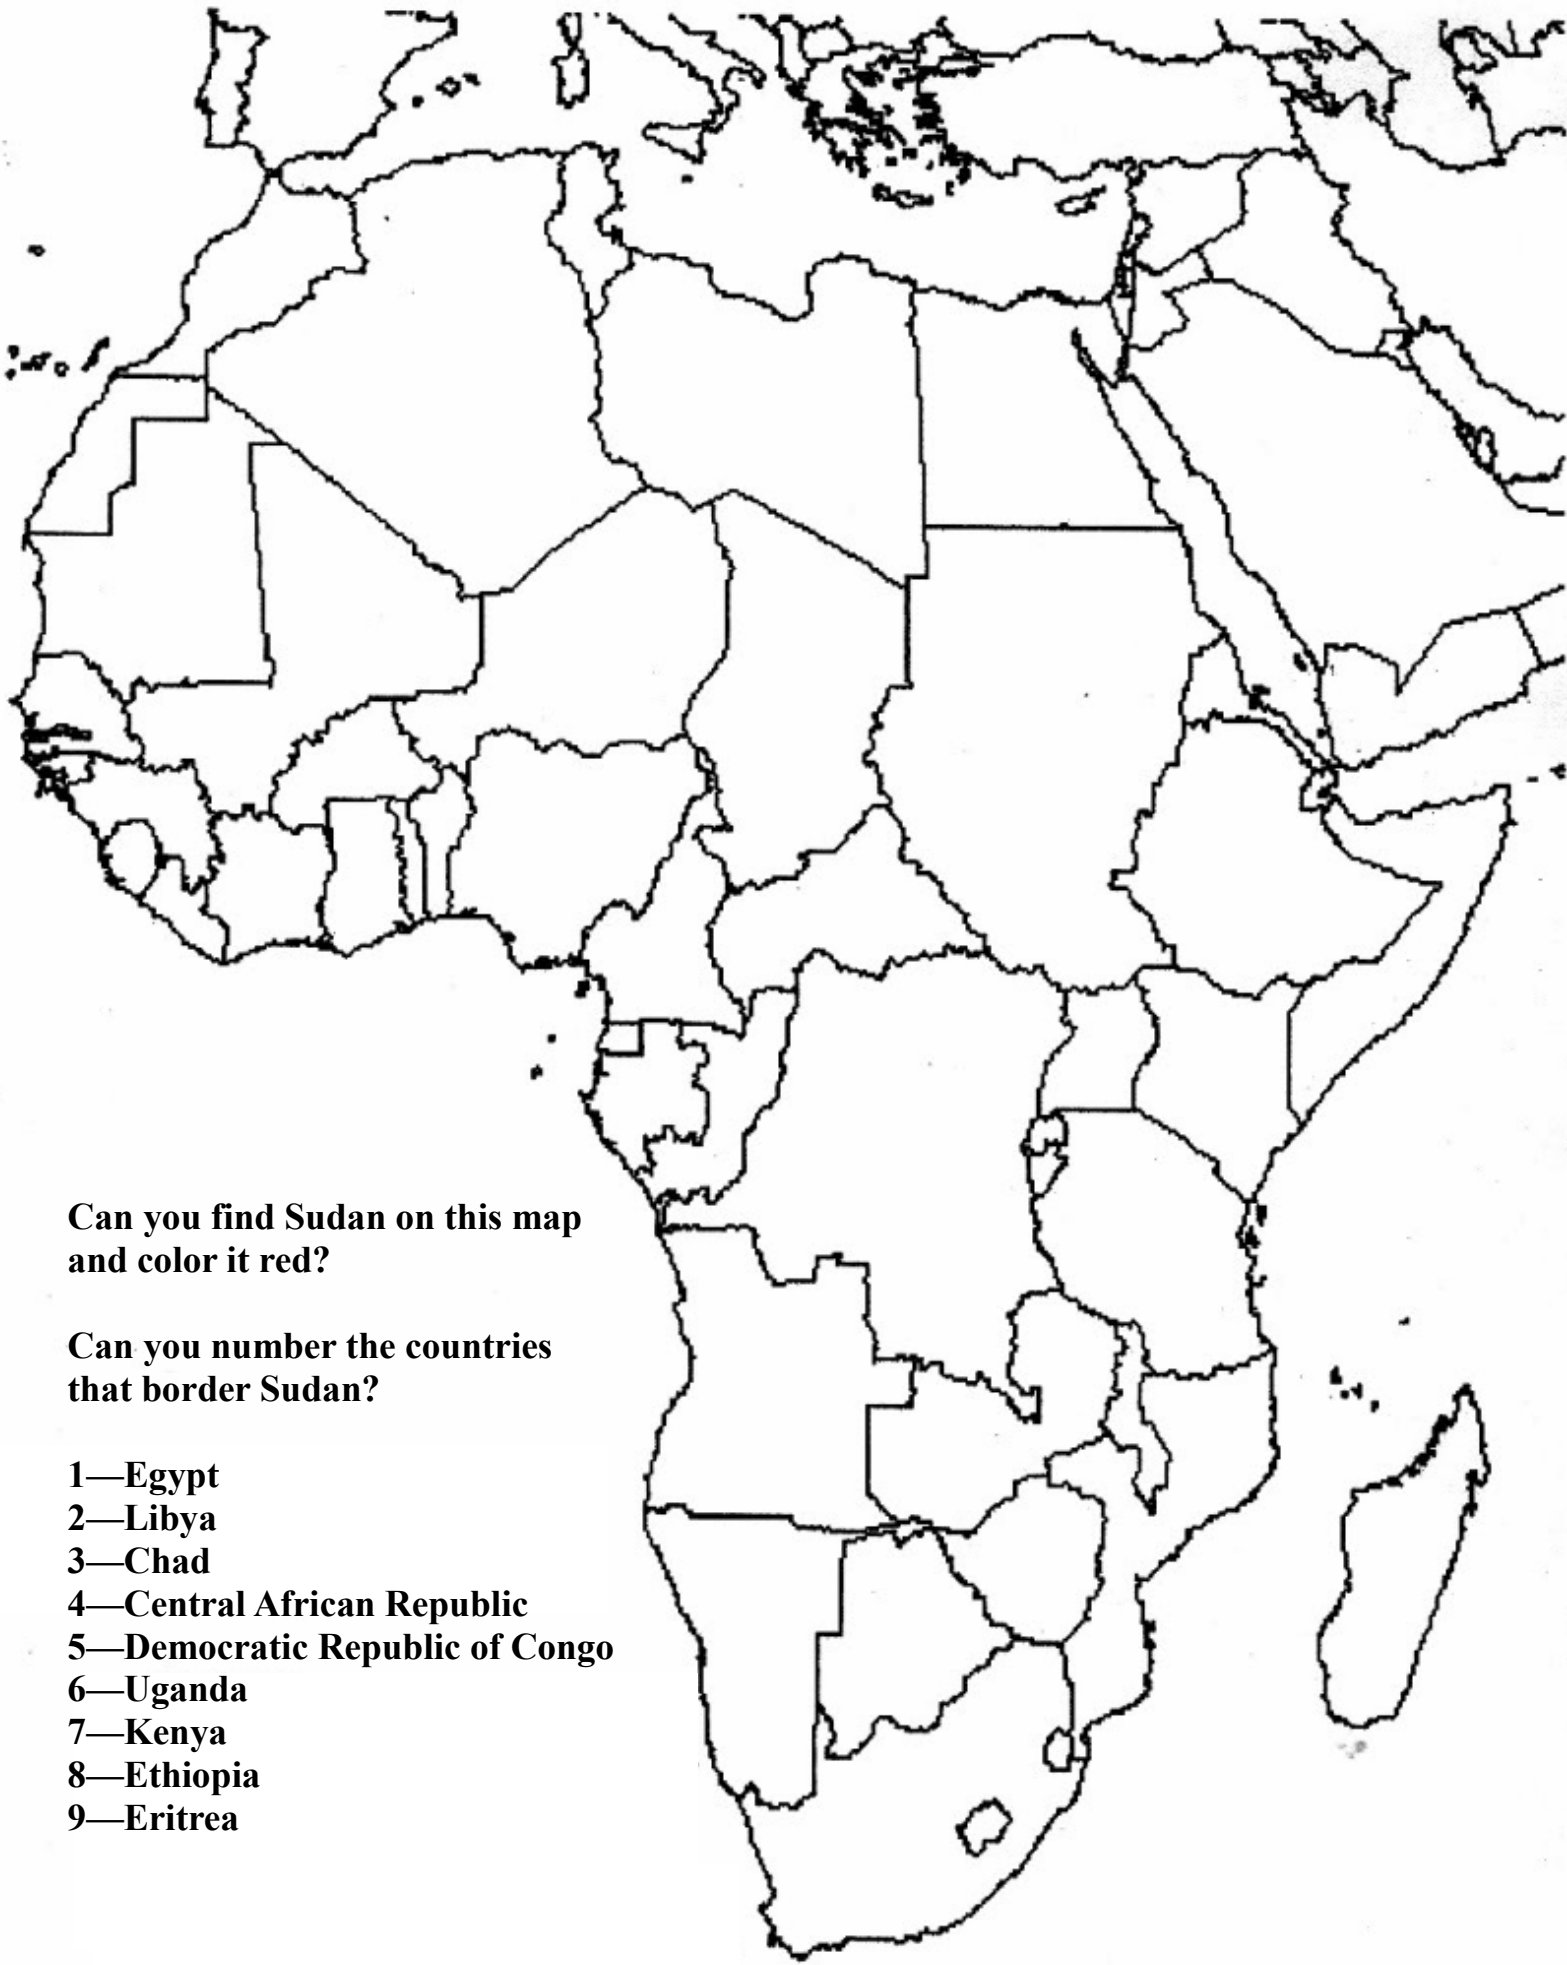 Can you find Sudan on this map
and color it red?
Can you number the countries
that border Sudan?
1—Egypt
2—Libya
3—Chad
4—Central African Republic
5—Democratic Republic of Congo
6—Uganda
7—Kenya
8—Ethiopia
9—Eritrea